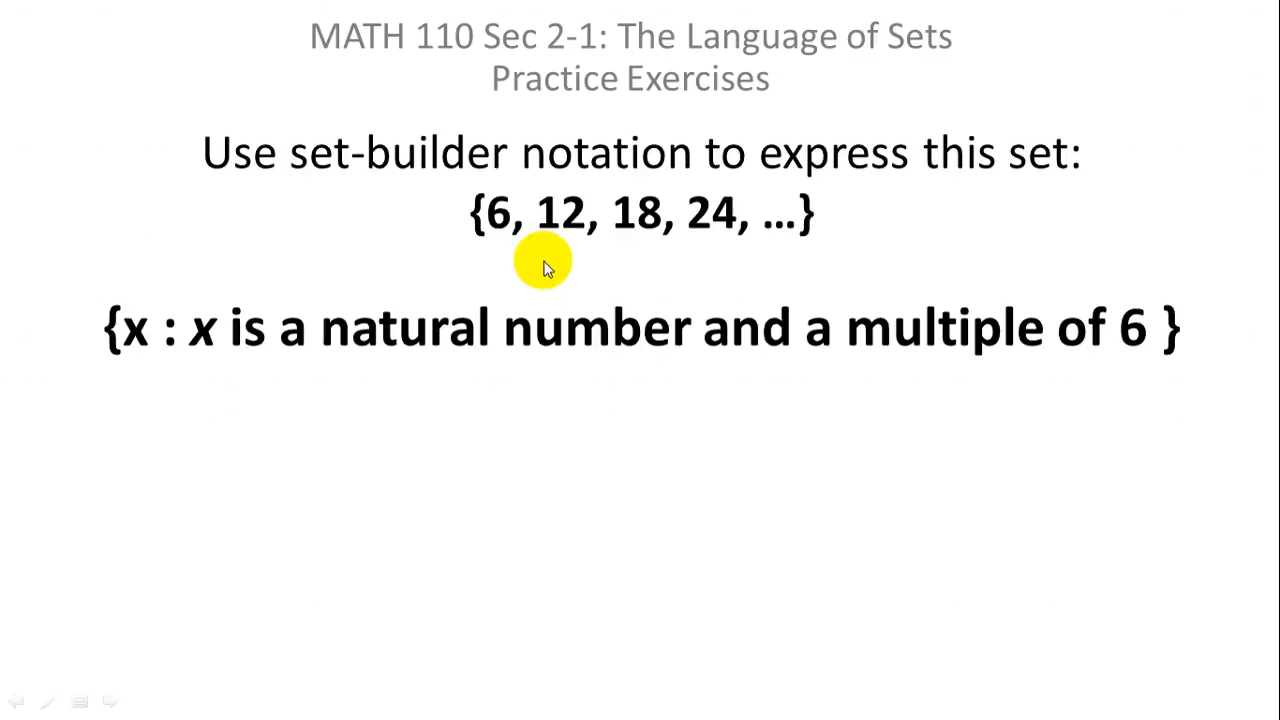 MATH 110 Sec 2-1: The Language of Sets
Practice Exercises
Use set-builder notation to express this set:
{6, 12, 18, 24, …}
{x : x is a natural number and a multiple of 6 }